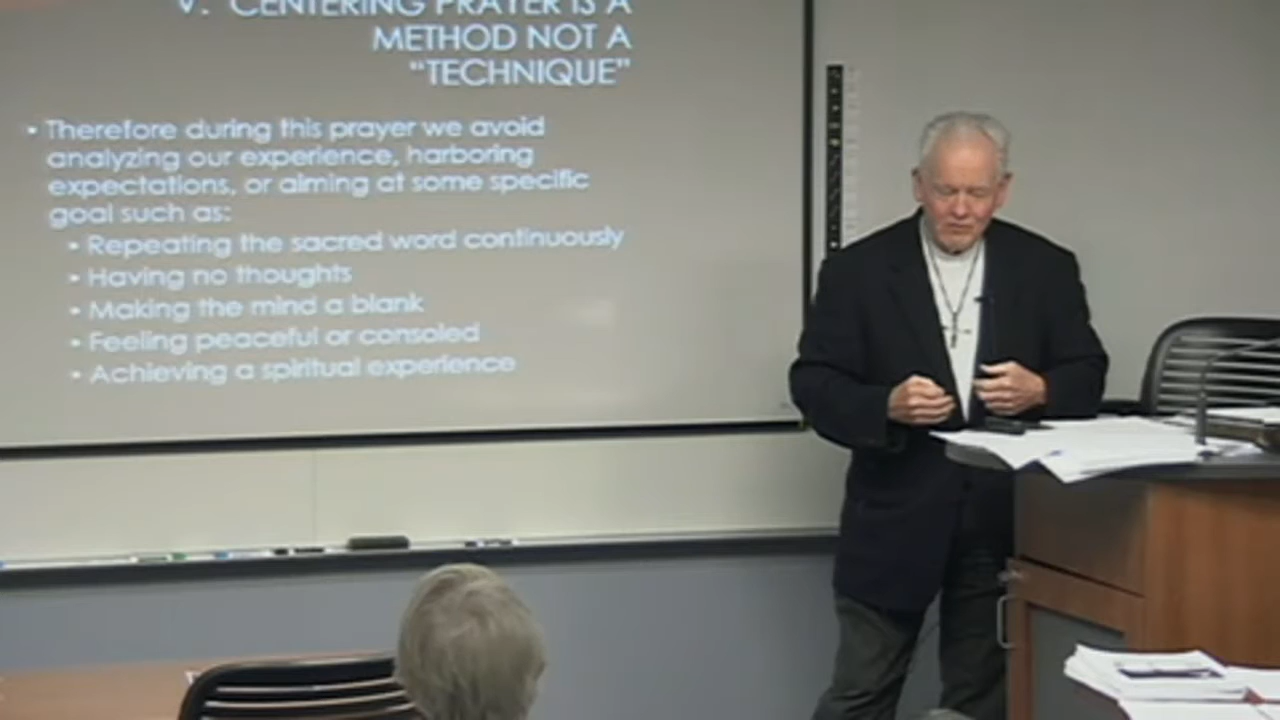 V. CENTERING PRAYER IS A
METHOD NOT A
“TECHNIQUE”
• Therefore during this prayer we avoid
analyzing our experience, harboring
expectations, or aiming at some specific
goal such as:
• Repeating the sacred word continuously
• Having no thoughts
• Making the mind a blank
• Feeling peaceful or consoled
• Achieving a spiritual experience